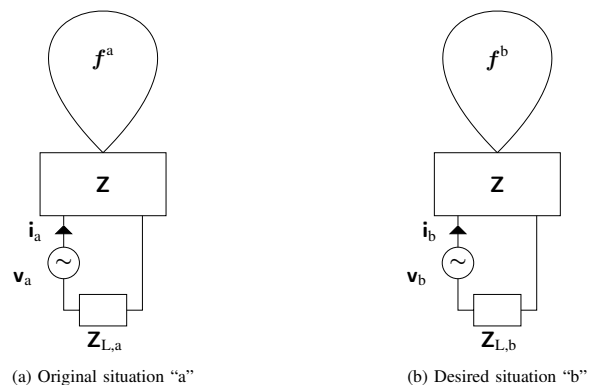 f^a
f^b
Z
Z
i_a
i_b
~
~
v_a
v_b
Z_L,a
Z_L,b
(a) Original situation “a”
(b) Desired situation “b”